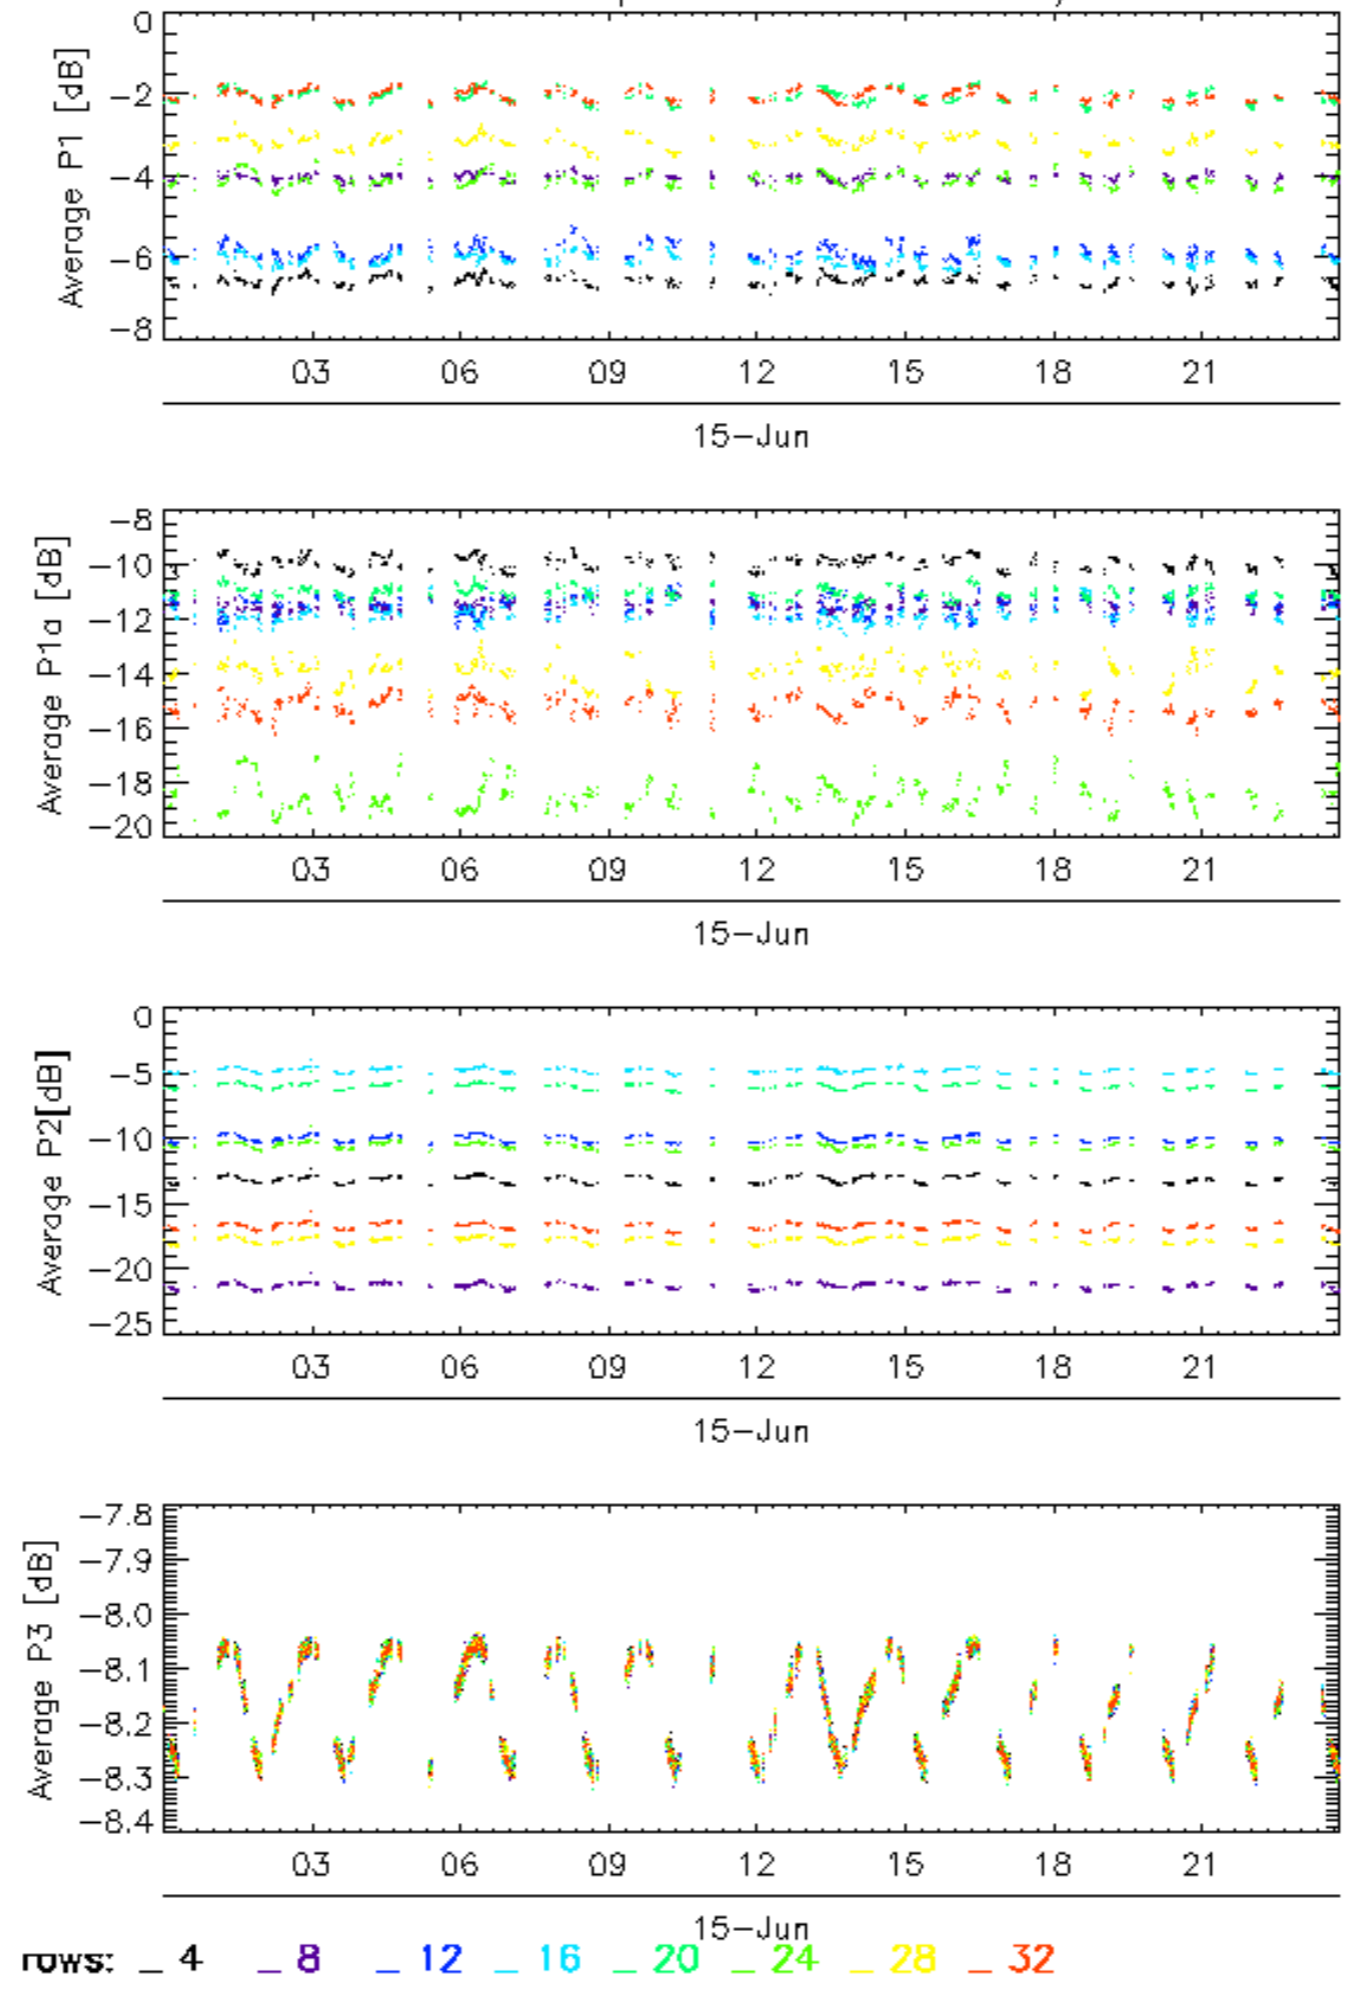 0
Average P1 [dB]
−2
−4
−6
−8
03 06 09 12 15 18 21
15−Jun
−8
Average P1a [dB]
−10
−12
−14
−16
−18
−20
03 06 09 12 15 18 21
15−Jun
0
Average P2[dB]
−5
−10
−15
−20
−25
03 06 09 12 15 18 21
15−Jun
−7.8
Average P3 [dB]
−7.9
−8.0
−8.1
−8.2
−8.3
−8.4
03 06 09 12 15 18 21
15−Jun
rows: _ 4 _ 8 _ 12 _ 16 _ 20 _ 24 _ 28 _ 32